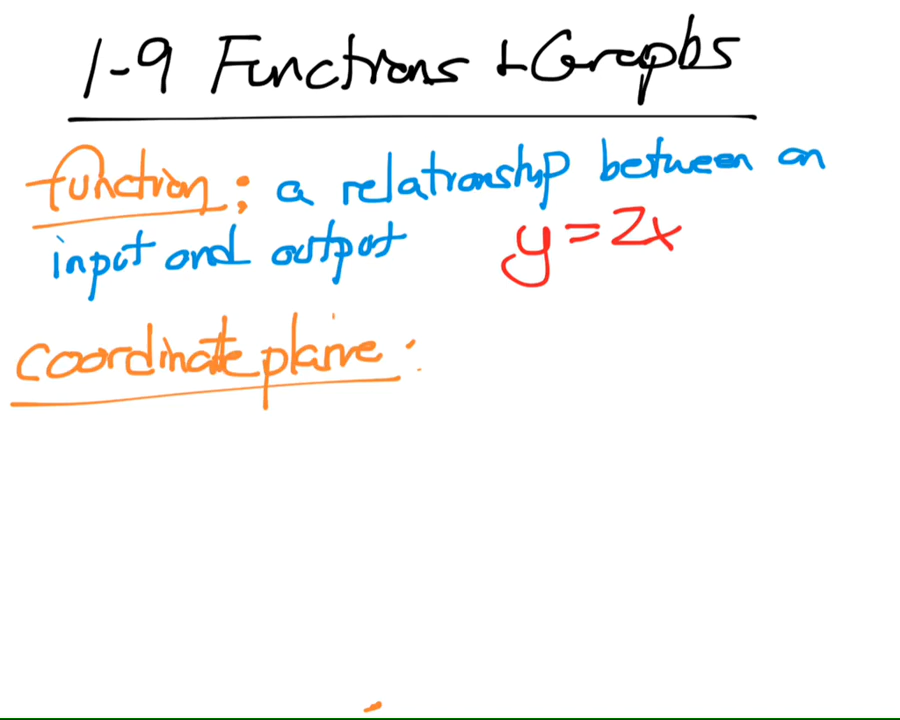 1-9 Functions + Graphs
function: a relationship between an
input and output y=2x
coordinate plane: